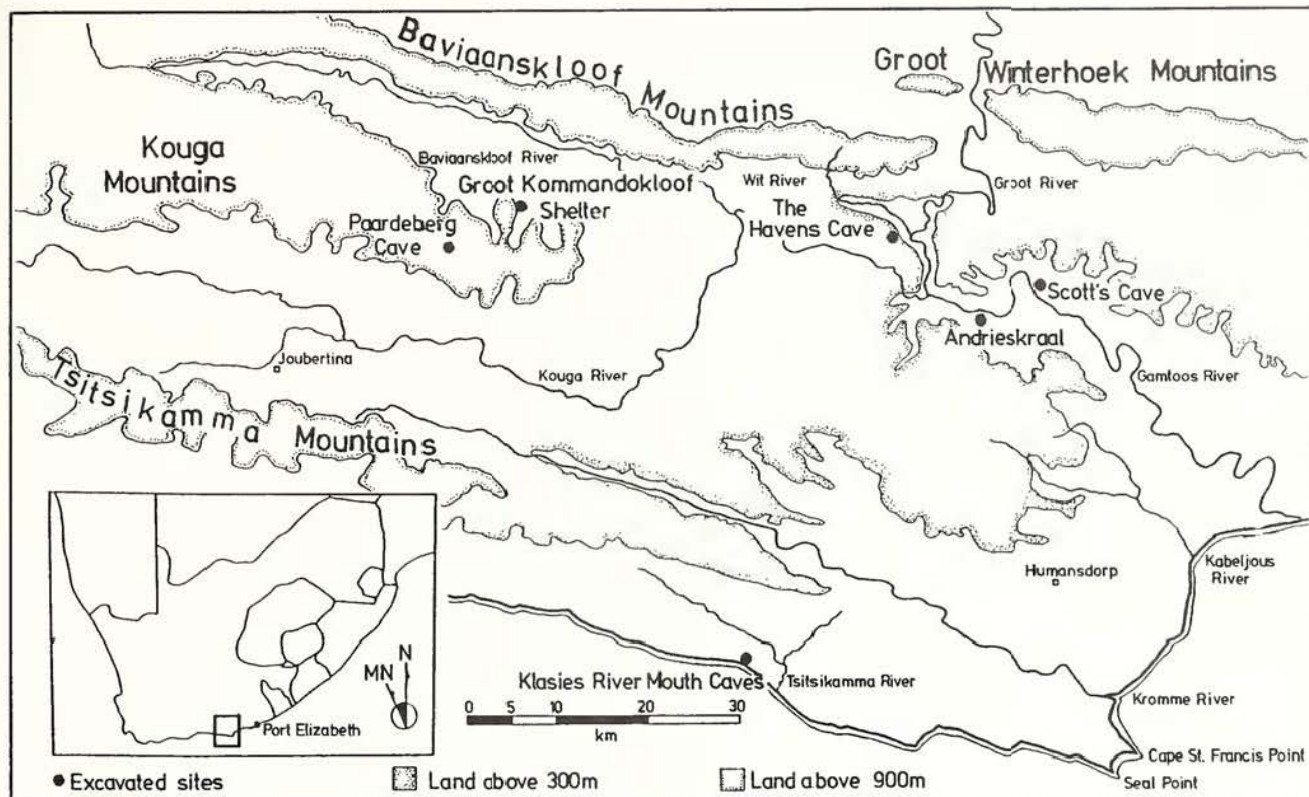 Baviaanskloof Mountains
Groot
Winterhoek Mountains
Kouga
Mountains
Baviaanskloof River
Groot Kommandokloof
Shelter
Paardeberg
Cave
Wit River
Groot River
The
Havens Cave
Scott's Cave
Andrieskraal
Gamtoos River
Joubertina
Kouga River
Tsitsikamma Mountains
Humansdorp
Kabeljous
River
Klasies River Mouth Caves
Tsitsikamma River
Kromme River
Cape St. Francis Point
Seal Point
N
MN
Port Elizabeth
0 5 10 20 30
km
Excavated sites
Land above 300m
Land above 900m